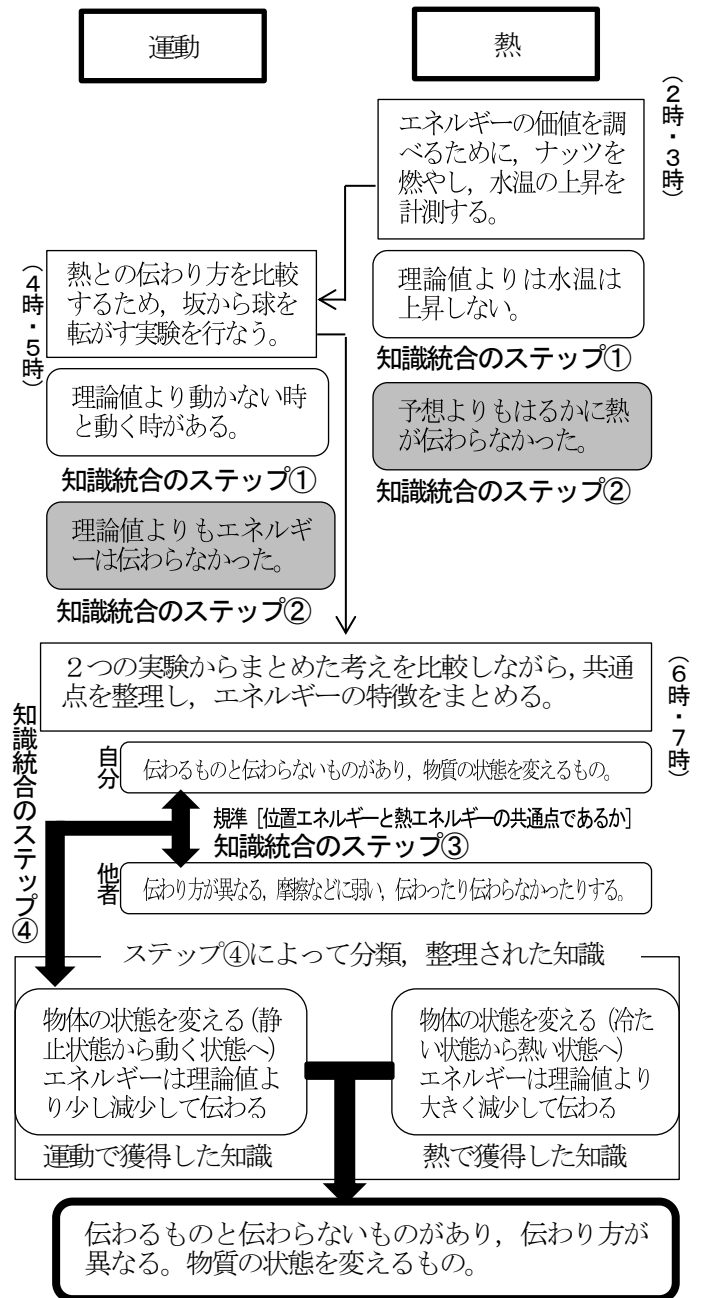 運動
熱
(2時・3時)
エネルギーの価値を調
べるために，ナッツを
燃やし，水温の上昇を
計測する。
(4時・5時)
熱との伝わり方を比較
するため，坂から球を
転がす実験を行なう。
理論値よりは水温は
上昇しない。
知識統合のステップ①
予想よりもはるかに熱
が伝わらなかった。
知識統合のステップ②
理論値より動かない時
と動く時がある。
知識統合のステップ①
理論値よりもエネルギ
ーは伝わらなかった。
知識統合のステップ②
２つの実験からまとめた考えを比較しながら，共通
点を整理し，エネルギーの特徴をまとめる。
(6時・7時)
知識統合のステップ④
自分
伝わるものと伝わらないものがあり，物質の状態を変えるもの。
規準［位置エネルギーと熱エネルギーの共通点であるか］
知識統合のステップ③
他者
伝わり方が異なる，摩察などに弱い，伝わったり伝わらなかったりする。
ステップ④によって分類，整理された知識
物体の状態を変える（静
止状態から動く状態へ）
エネルギーは理論値よ
り少し減少して伝わる
運動で獲得した知識
物体の状態を変える（冷た
い状態から熱い状態へ）
エネルギーは理論値より
大きく減少して伝わる
熱で獲得した知識
伝わるものと伝わらないものがあり，伝わり方が
異なる。物質の状態を変えるもの。